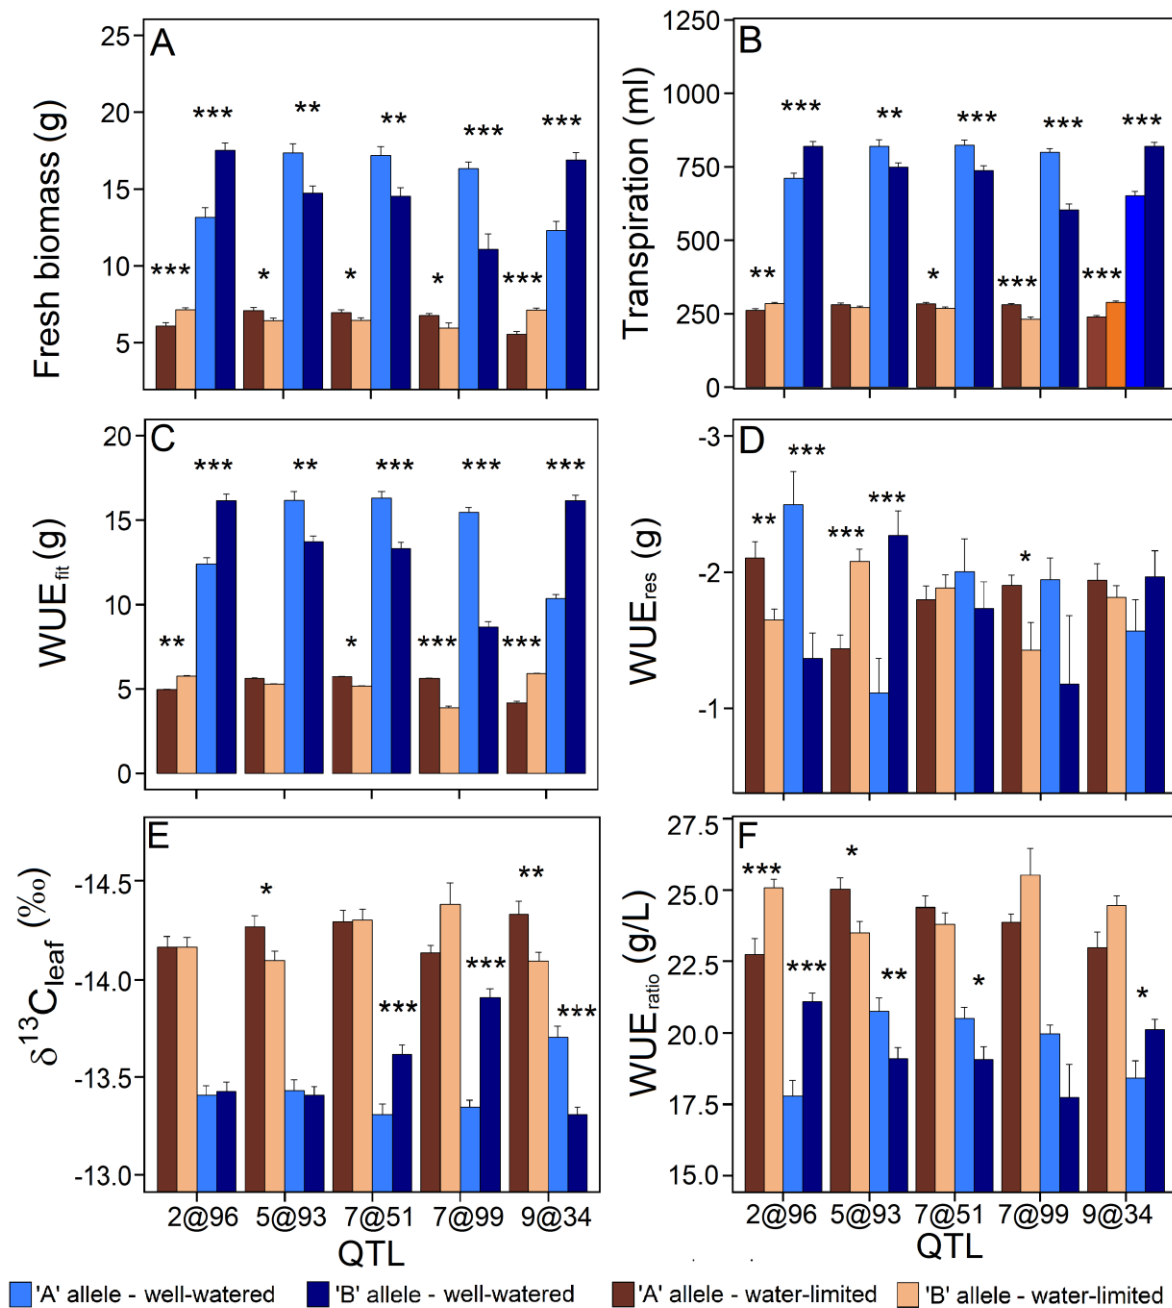 A
Fresh biomass (g)
25
20
15
10
5
*** *** * ** * ** * *** *** ***
B
Transpiration (ml)
1250
1000
750
500
250
0
** *** ** * *** *** *** *** ***
C
WUEfit (g)
20
15
10
5
0
** *** ** * *** *** *** *** ***
D
WUEres (g)
-3
-2
-1
** *** *** *** *
E
δ13Cleaf (‰)
-14.5
-14.0
-13.5
-13.0
* *** *** ** ***
2@96 5@93 7@51 7@99 9@34
QTL
F
WUEratio (g/L)
27.5
25.0
22.5
20.0
17.5
15.0
*** *** * ** * *
2@96 5@93 7@51 7@99 9@34
QTL
'A' allele - well-watered 'B' allele - well-watered 'A' allele - water-limited 'B' allele - water-limited